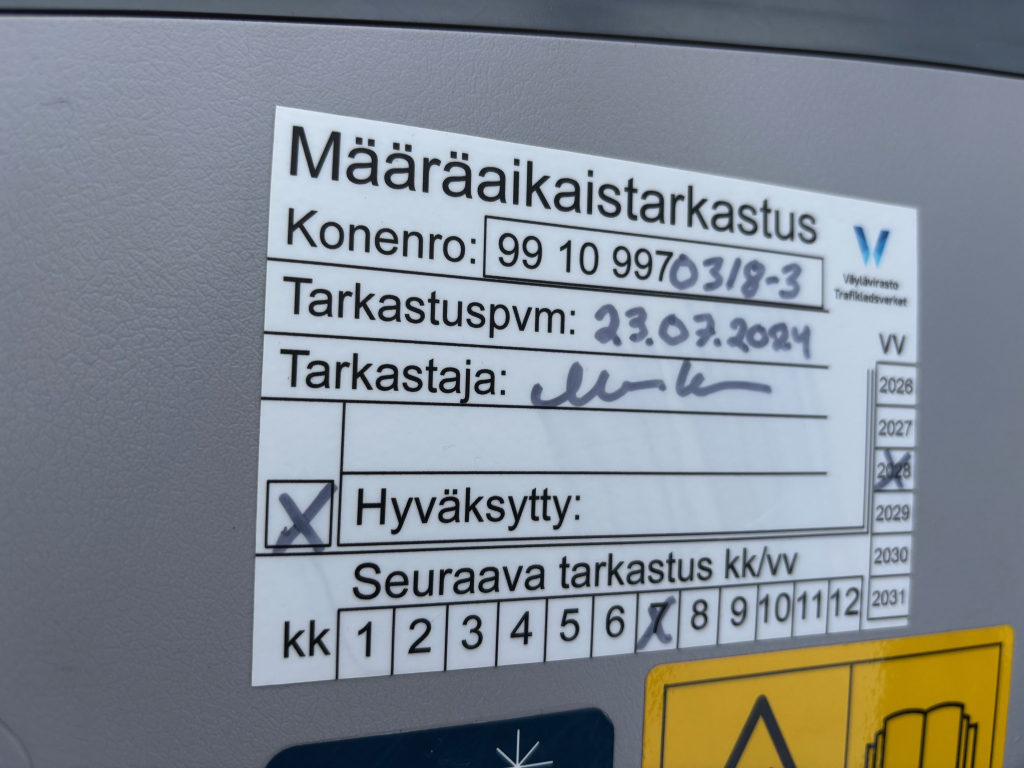 Määräaikaistarkastus
Konenro: 99 10 9970318-3
Väylävirasto
Trafikledsverket
Tarkastuspvm: 23.07.2024
Tarkastaja:
VV
2026
2027
2028
2029
2030
2031
X Hyväksytty:
Seuraava tarkastus kk/vv
kk 1 2 3 4 5 6 7 8 9 10 11 12